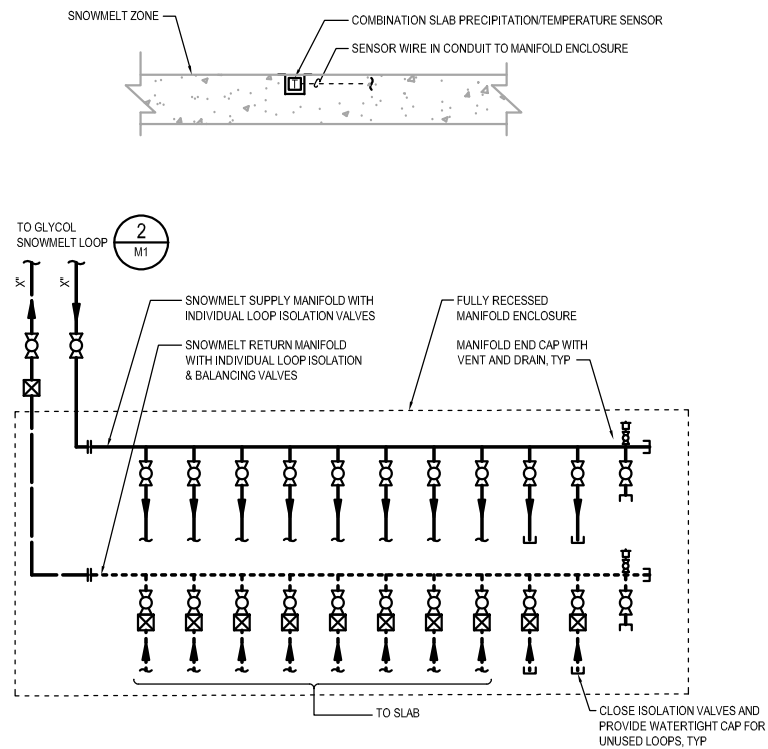 SNOWMELT ZONE
COMBINATION SLAB PRECIPITATION/TEMPERATURE SENSOR
SENSOR WIRE IN CONDUIT TO MANIFOLD ENCLOSURE
TO GLYCOL
SNOWMELT LOOP
2
M1
X"
X"
SNOWMELT SUPPLY MANIFOLD WITH
INDIVIDUAL LOOP ISOLATION VALVES
SNOWMELT RETURN MANIFOLD
WITH INDIVIDUAL LOOP ISOLATION
& BALANCING VALVES
FULLY RECESSED
MANIFOLD ENCLOSURE
MANIFOLD END CAP WITH
VENT AND DRAIN, TYP
TO SLAB
CLOSE ISOLATION VALVES AND
PROVIDE WATERTIGHT CAP FOR
UNUSED LOOPS, TYP